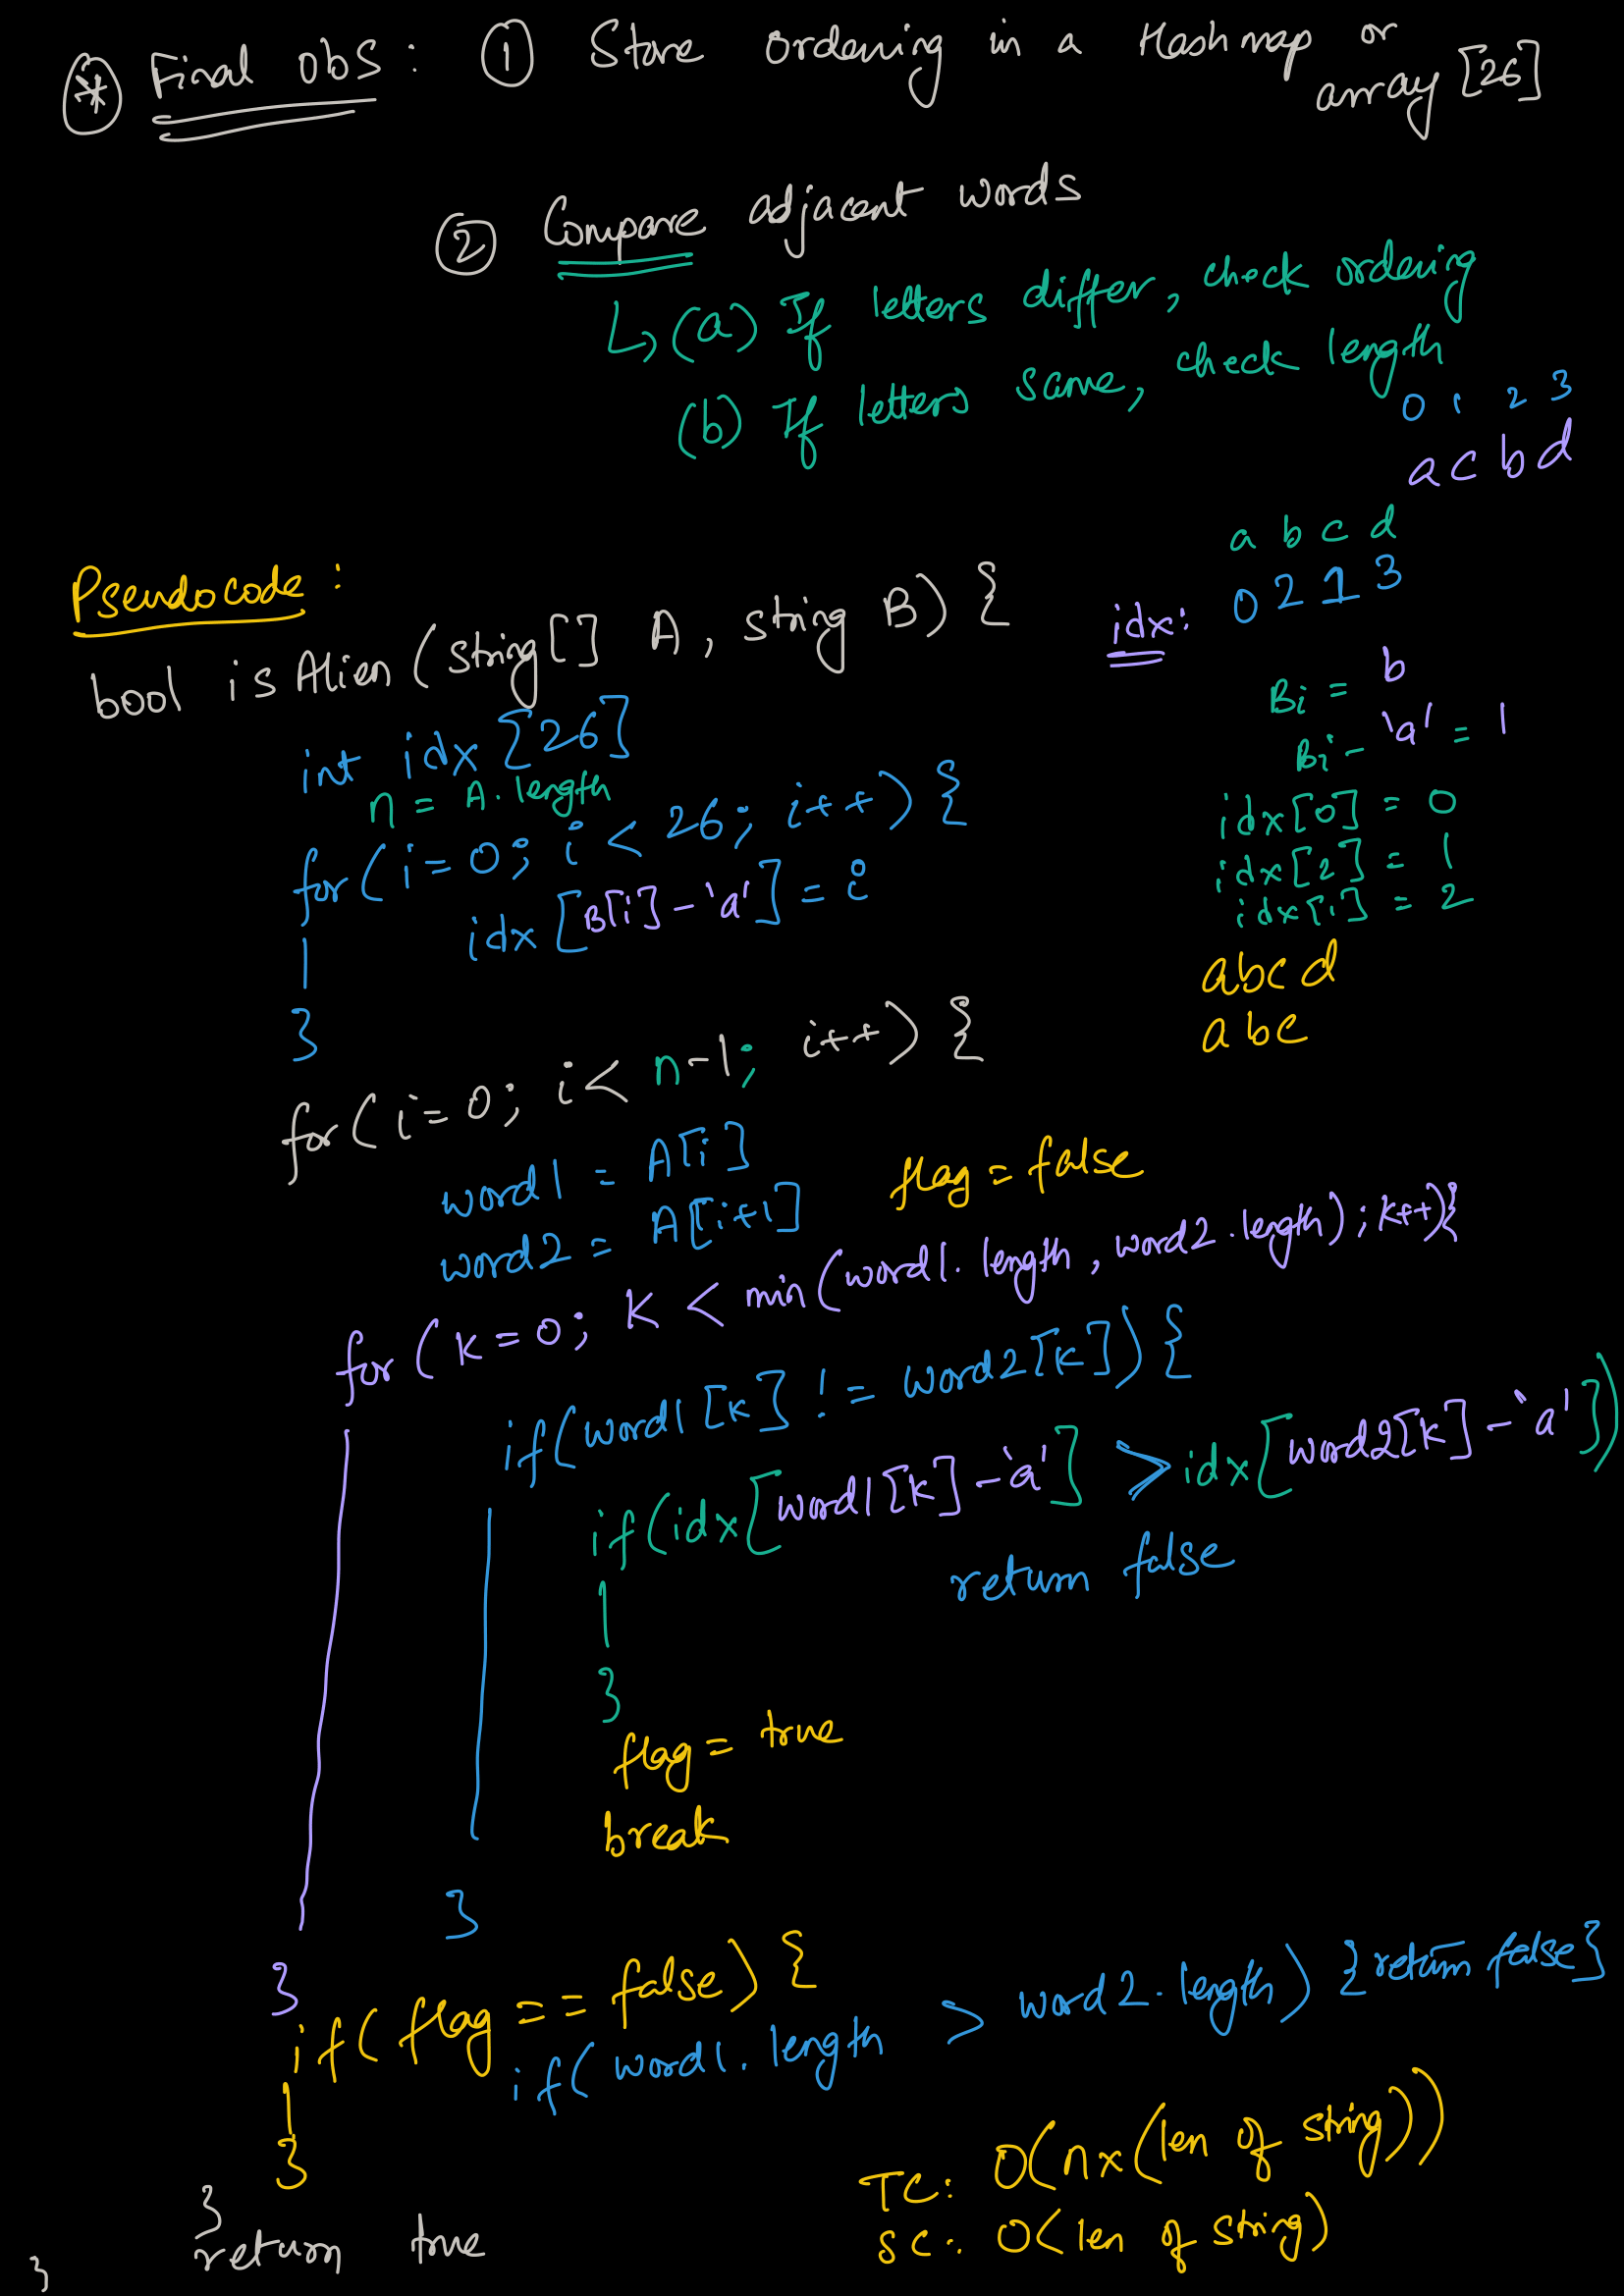 * Final obs : ① Store ordering in a Hashmap or
array [26]
② Compare adjacent words
↳ (a) If letters differ, check ordering
(b) If letters same, check length
0 1 2 3
a c b d
a b c d
idx: 0 2 1 3
Pseudocode :
bool isAlien (string[] A, string B) {
Bi = b
Bi - 'a' = 1
int idx [26]
n = A.length
idx[0] = 0
for (i=0; i < 26; i++) {
idx[2] = 1
idx [B[i] - 'a'] = i
idx[1] = 2
abcd
abc
}
for (i=0; i < n-1; i++) {
word1 = A[i]
flag = false
word2 = A[i+1]
for (k=0; k < min(word1.length, word2.length); k++){
if(word1[k] != word2[k]) {
if(idx[word1[k] - 'a'] > idx[word2[k] - 'a'])
return false
}
flag = true
break
}
}
if( flag == false) {
if( word1.length > word2.length) {return false}
}
TC: O(n x (len of string))
}
SC: O(len of string)
return true
}